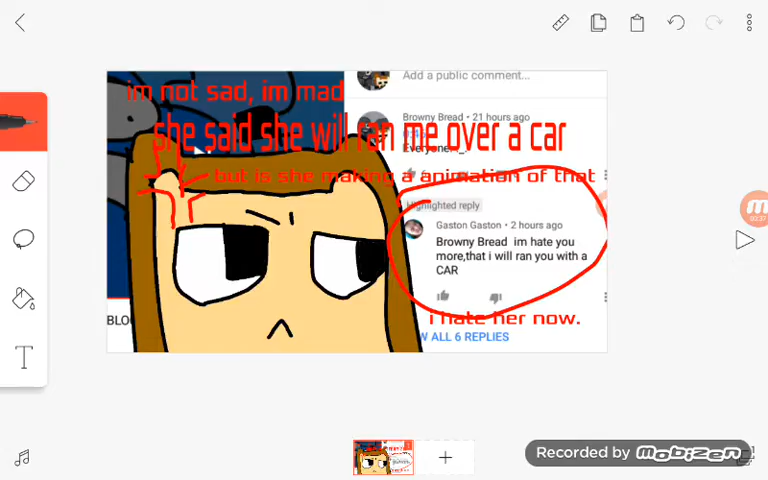 Add a public comment...
im not sad, im mad
Browny Bread • 21 hours ago
she said she will ran me over a car
Everyone:
but is she making a animation of that
Highlighted reply
Gaston Gaston • 2 hours ago
Browny Bread im hate you
more,that i will ran you with a
CAR
i hate her now.
BLO
W ALL 6 REPLIES
T
+
Recorded by MOBIZEN